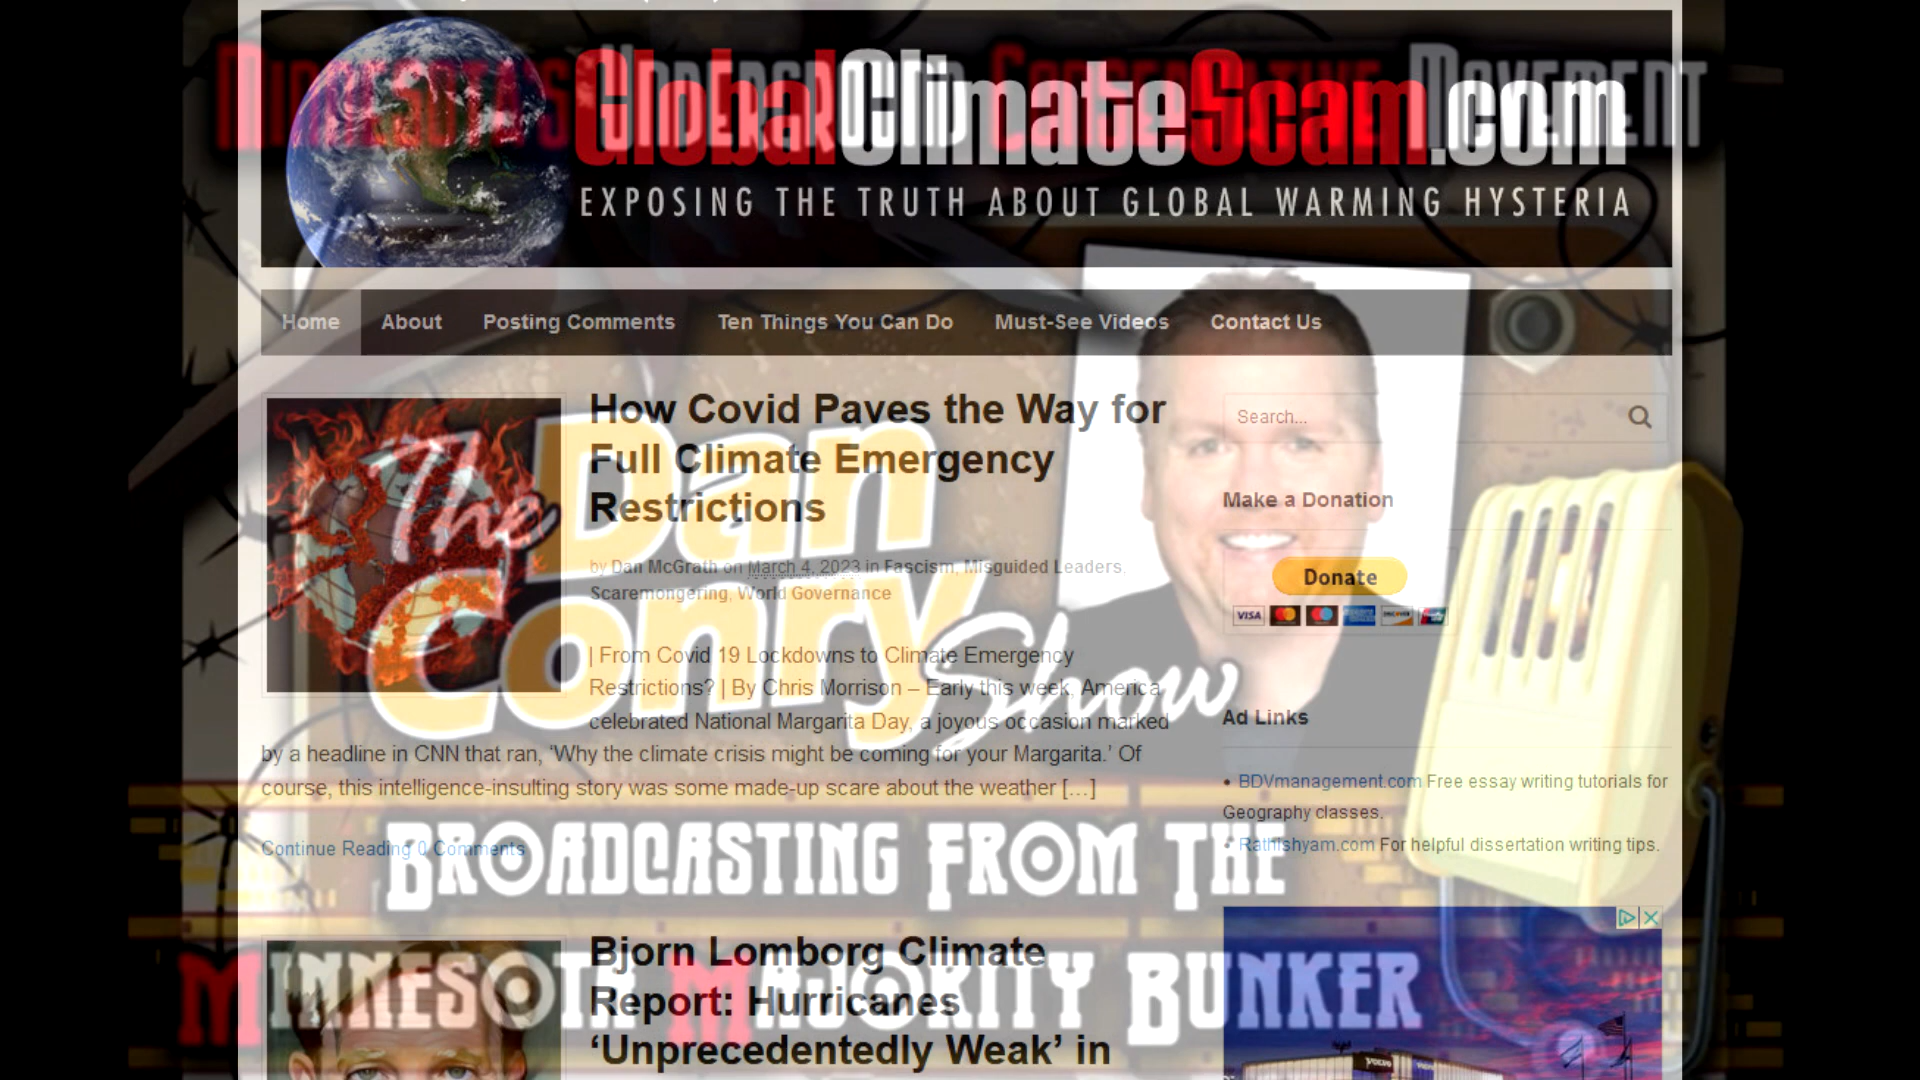 Minnesota's Underground Conservative Movement
GlobalClimateScam.com
EXPOSING THE TRUTH ABOUT GLOBAL WARMING HYSTERIA
Home About Posting Comments Ten Things You Can Do Must-See Videos Contact Us
How Covid Paves the Way for
Full Climate Emergency
Restrictions
by Dan McGrath on March 4, 2023 in Fascism, Misguided Leaders,
Scaremongering, World Governance
| From Covid 19 Lockdowns to Climate Emergency
Restrictions? | By Chris Morrison – Early this week, America
celebrated National Margarita Day, a joyous occasion marked
by a headline in CNN that ran, ‘Why the climate crisis might be coming for your Margarita.’ Of
course, this intelligence-insulting story was some made-up scare about the weather […]
Continue Reading 0 Comments
Search...
Make a Donation
Donate
VISA
Ad Links
• BDVmanagement.com Free essay writing tutorials for
Geography classes.
• Rathishyam.com For helpful dissertation writing tips.
The
Dan
Conry
Show
Broadcasting From The
Minnesota Majority Bunker
Bjorn Lomborg Climate
Report: Hurricanes
‘Unprecedentedly Weak’ in
VOLVO